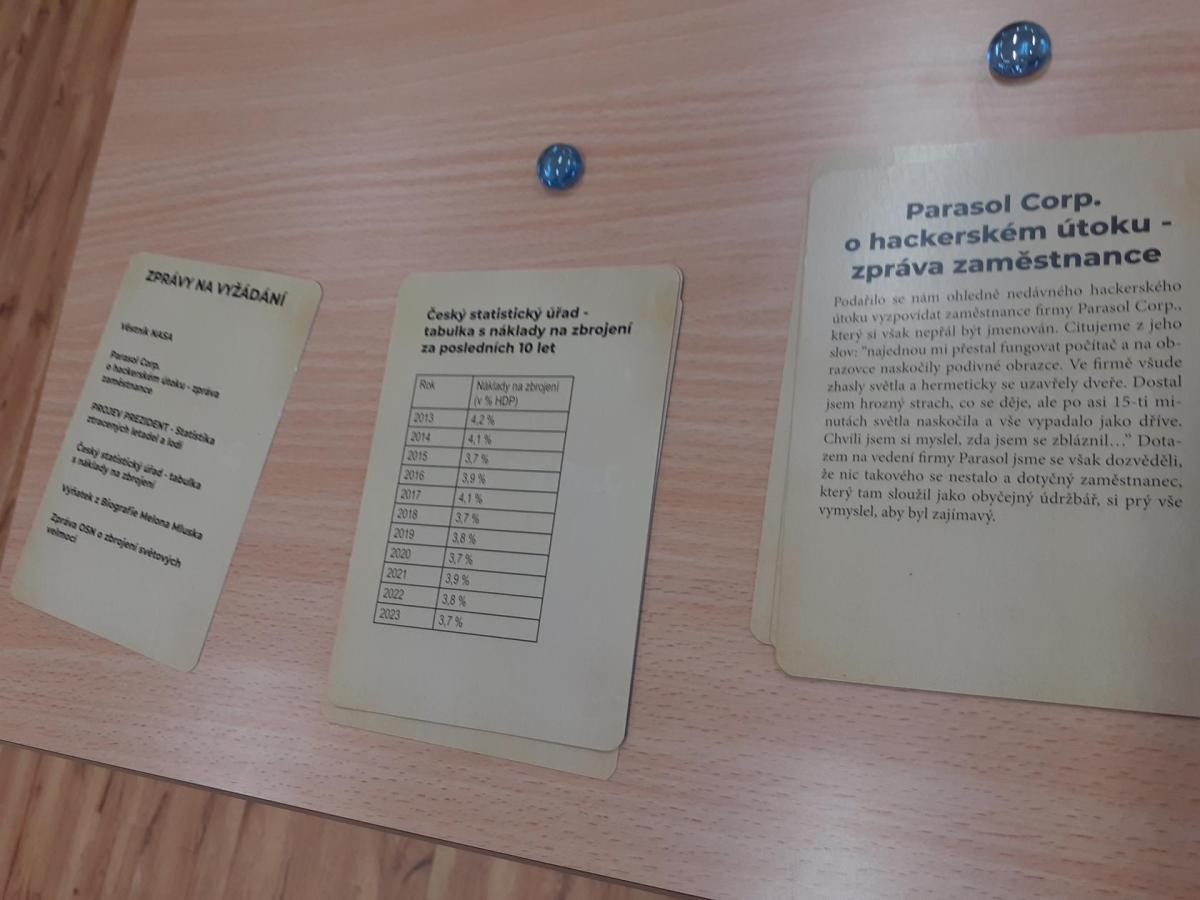 ZPRÁVY NA VYŽÁDÁNÍ
Věstník NASA
Parasol Corp.
o hackerském útoku - zpráva
zaměstnance
PROJEV PREZIDENT - Statistika
ztracených letadel a lodí
Český statistický úřad - tabulka
s náklady na zbrojení
Výňatek z Biografie Melona Mluska
Zpráva OSN o zbrojení světových
velmocí
Český statistický úřad -
tabulka s náklady na zbrojení
za posledních 10 let
Rok Náklady na zbrojení
(v % HDP)
2013 4,2 %
2014 4,1 %
2015 3,7 %
2016 3,9 %
2017 4,1 %
2018 3,7 %
2019 3,8 %
2020 3,7 %
2021 3,9 %
2022 3,8 %
2023 3,7 %
Parasol Corp.
o hackerském útoku -
zpráva zaměstnance
Podařilo se nám ohledně nedávného hackerského
útoku vyzpovídat zaměstnance firmy Parasol Corp.,
který si však nepřál být jmenován. Citujeme z jeho
slov: "najednou mi přestal fungovat počítač a na ob-
razovce naskočily podivné obrazce. Ve firmě všude
zhasly světla a hermeticky se uzavřely dveře. Dostal
jsem hrozný strach, co se děje, ale po asi 15-ti mi-
nutách světla naskočila a vše vypadalo jako dříve.
Chvíli jsem si myslel, zda jsem se zbláznil..." Dota-
zem na vedení firmy Parasol jsme se však dozvěděli,
že nic takového se nestalo a dotyčný zaměstnanec,
který tam sloužil jako obyčejný údržbář, si prý vše
vymyslel, aby byl zajímavý.